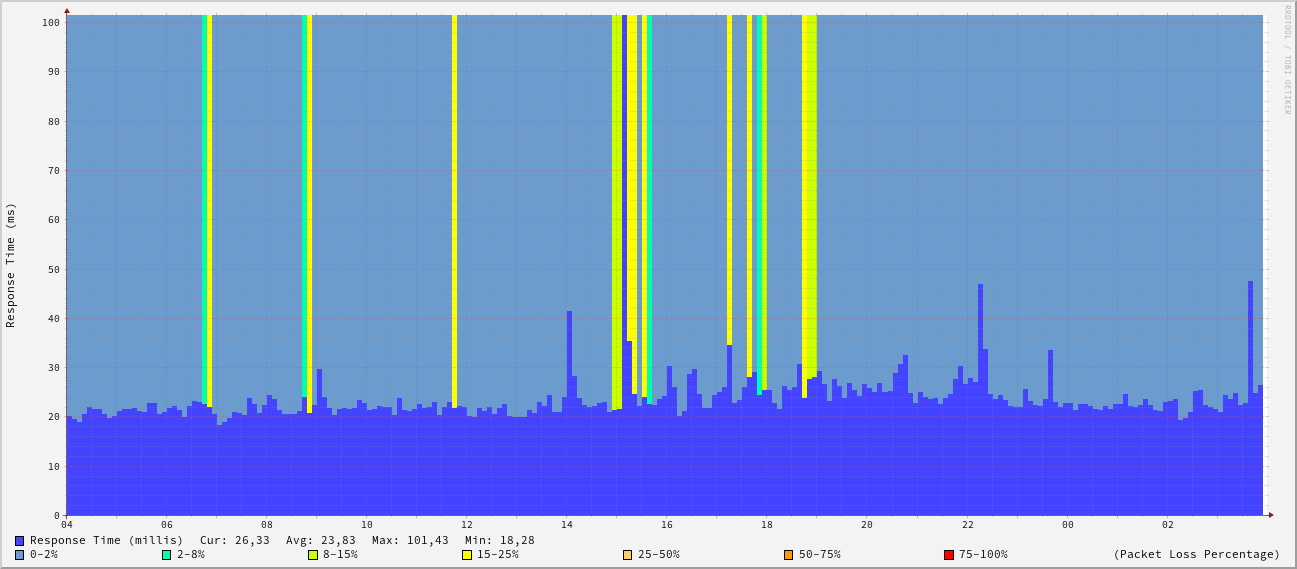 RRDTOOL / TOBI OETIKER
Response Time (ms)
100
90
80
70
60
50
40
30
20
10
0
04 06 08 10 12 14 16 18 20 22 00 02
Response Time (millis) Cur: 26,33 Avg: 23,83 Max: 101,43 Min: 18,28
0-2% 2-8% 8-15% 15-25% 25-50% 50-75% 75-100% (Packet Loss Percentage)